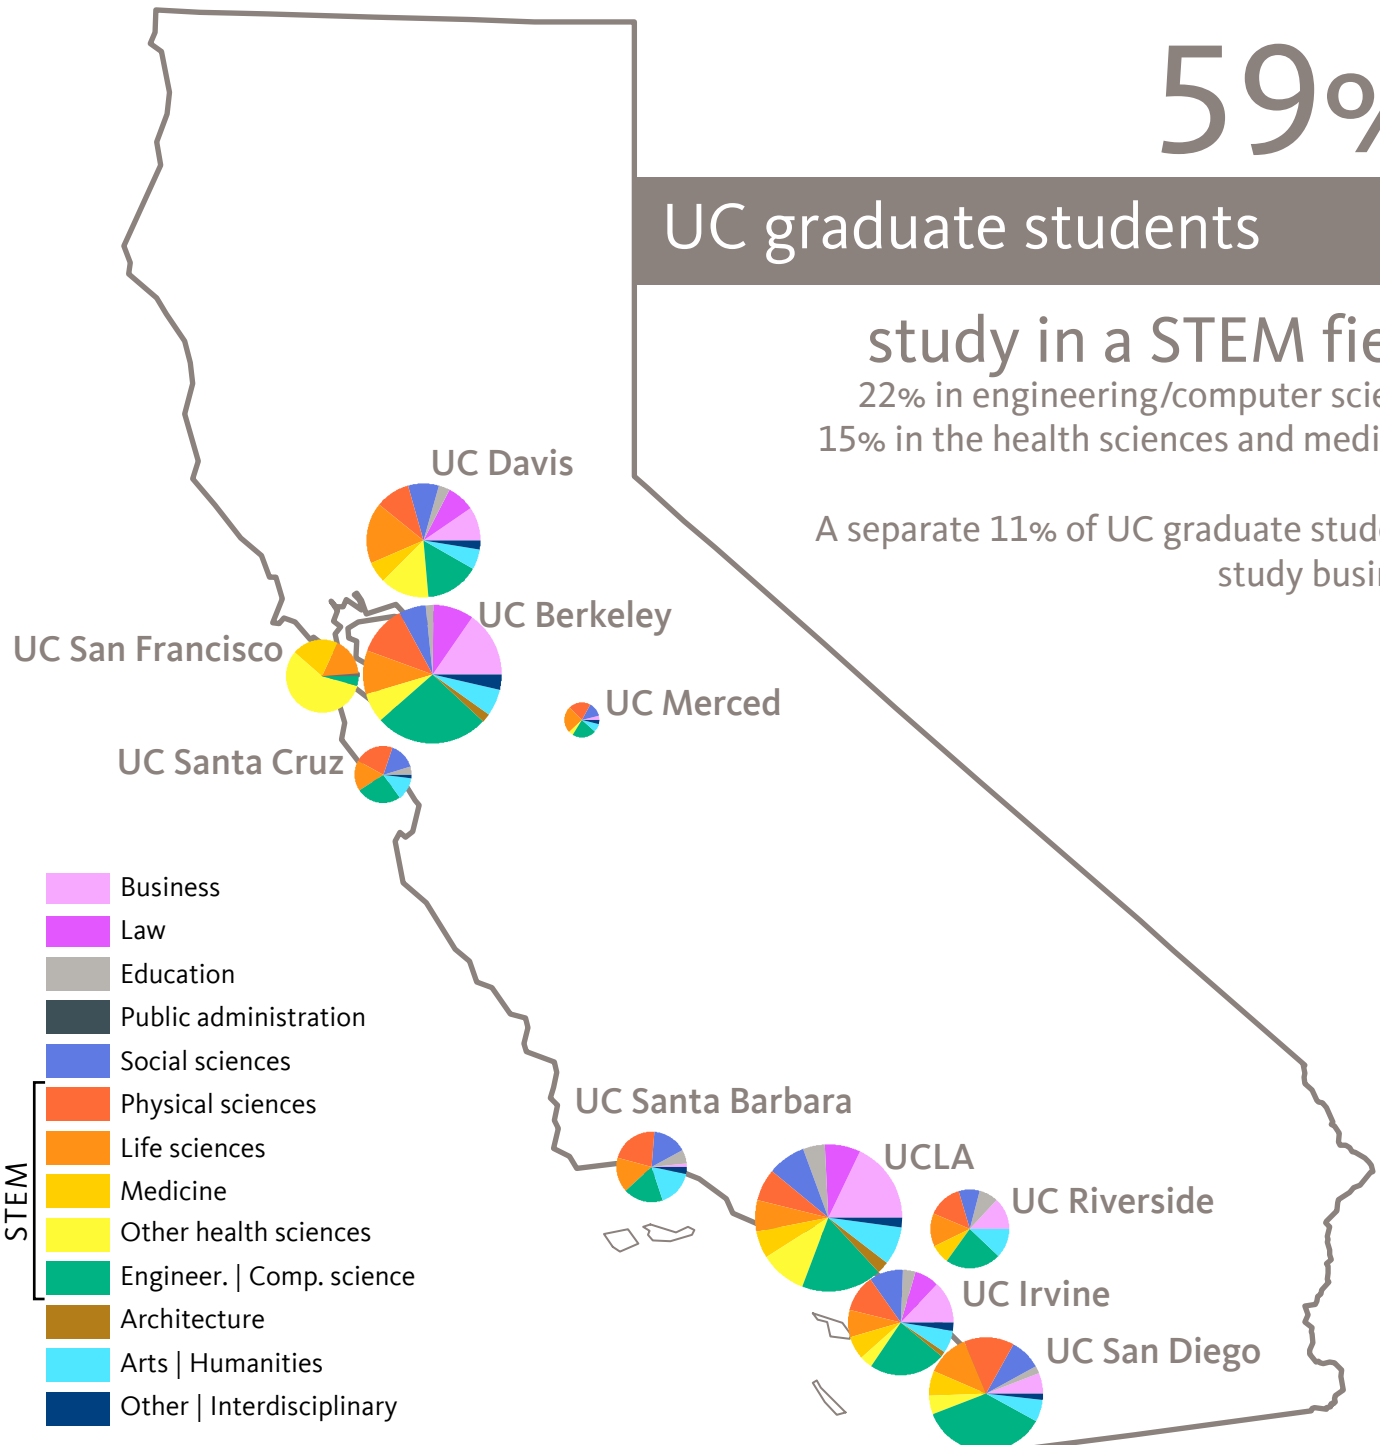 59%
UC graduate students
study in a STEM fie
22% in engineering/computer scie
15% in the health sciences and medi
A separate 11% of UC graduate stude
study busin
UC Davis
UC Berkeley
UC San Francisco
UC Merced
UC Santa Cruz
Business
Law
Education
Public administration
Social sciences
Physical sciences
Life sciences
Medicine
Other health sciences
Engineer. | Comp. science
Architecture
Arts | Humanities
Other | Interdisciplinary
STEM
UC Santa Barbara
UCLA
UC Riverside
UC Irvine
UC San Diego